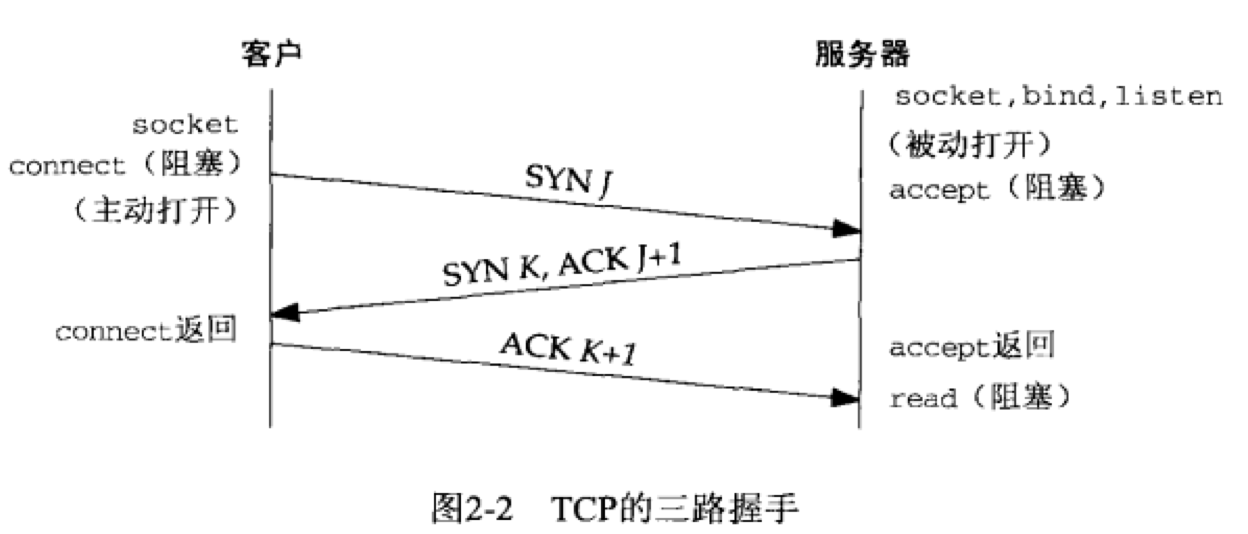 客户
服务器
socket,bind,listen
socket
(被动打开)
connect(阻塞)
SYN J
accept(阻塞)
(主动打开)
SYN K, ACK J+1
connect返回
ACK K+1
accept返回
read(阻塞)
图2-2 TCP的三路握手